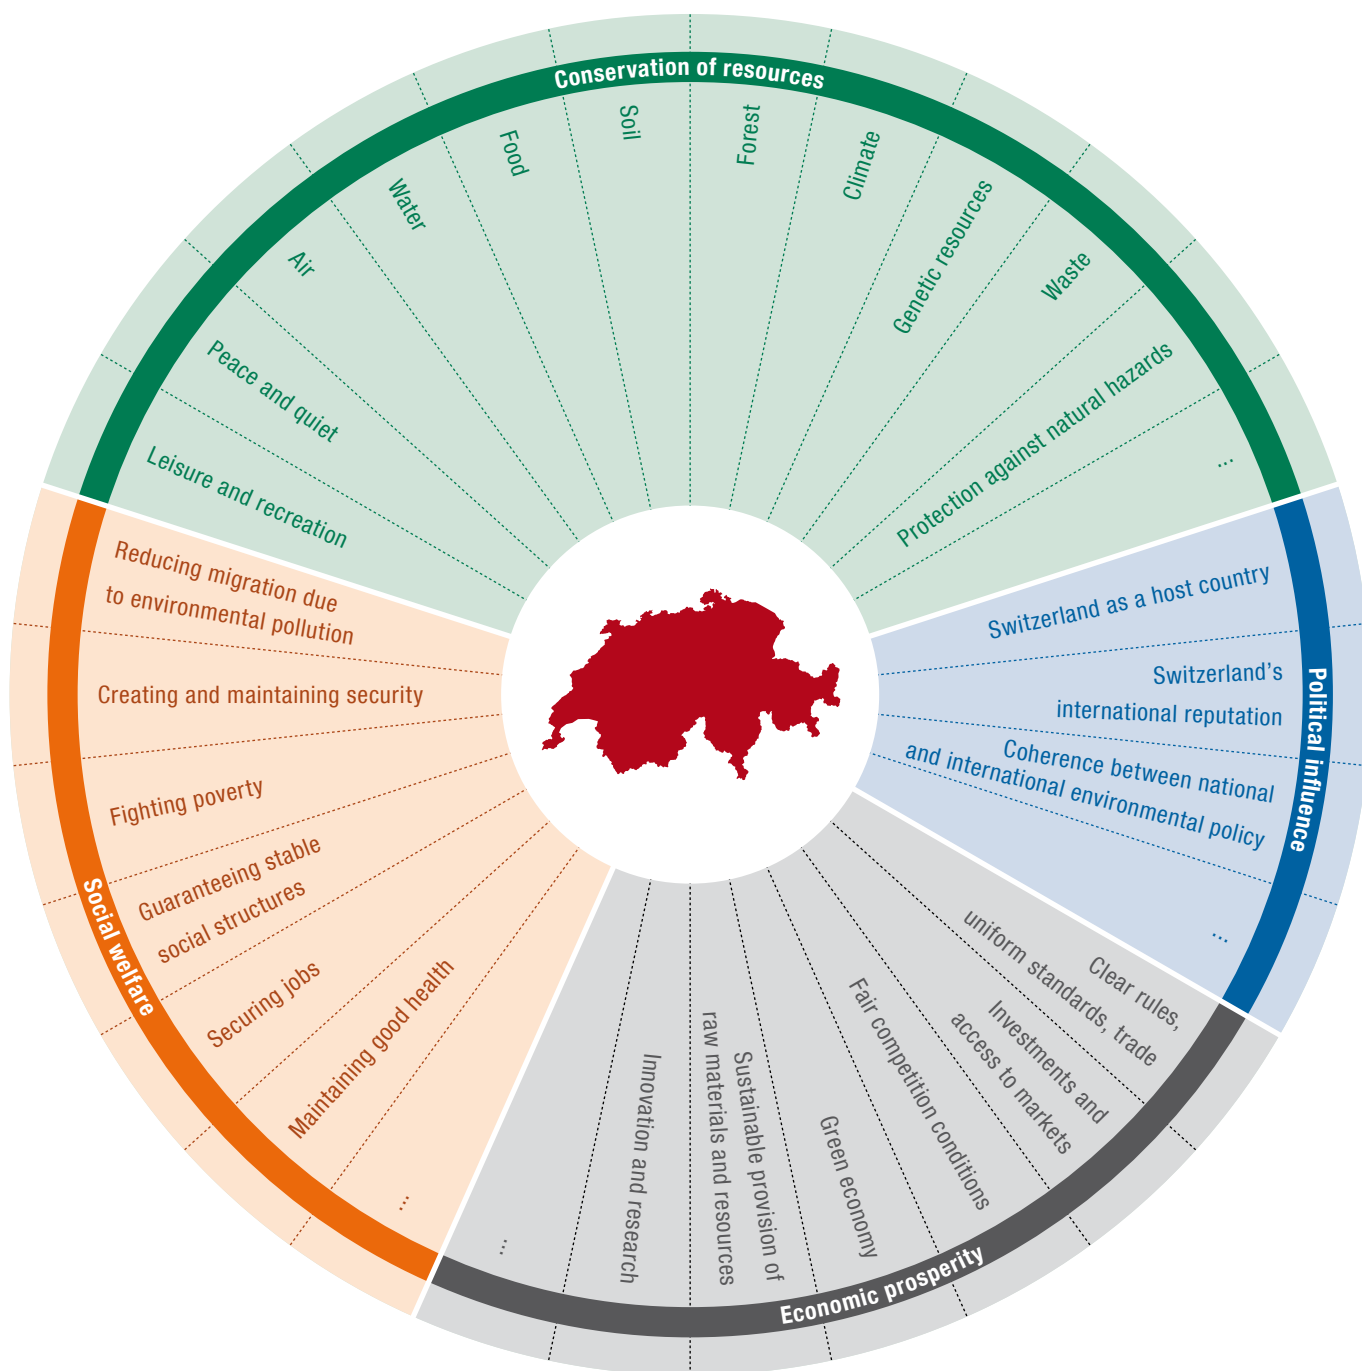 Conservation of resources
Leisure and recreation
Peace and quiet
Air
Water
Food
Soil
Forest
Climate
Genetic resources
Waste
Protection against natural hazards
...
Political influence
Switzerland as a host country
Switzerland's
international reputation
Coherence between national
and international environmental policy
...
Economic prosperity
Clear rules,
uniform standards, trade
Investments and
access to markets
Fair competition conditions
Green economy
Sustainable provision of
raw materials and resources
Innovation and research
...
Social welfare
Reducing migration due
to environmental pollution
Creating and maintaining security
Fighting poverty
Guaranteeing stable
social structures
Securing jobs
Maintaining good health
...